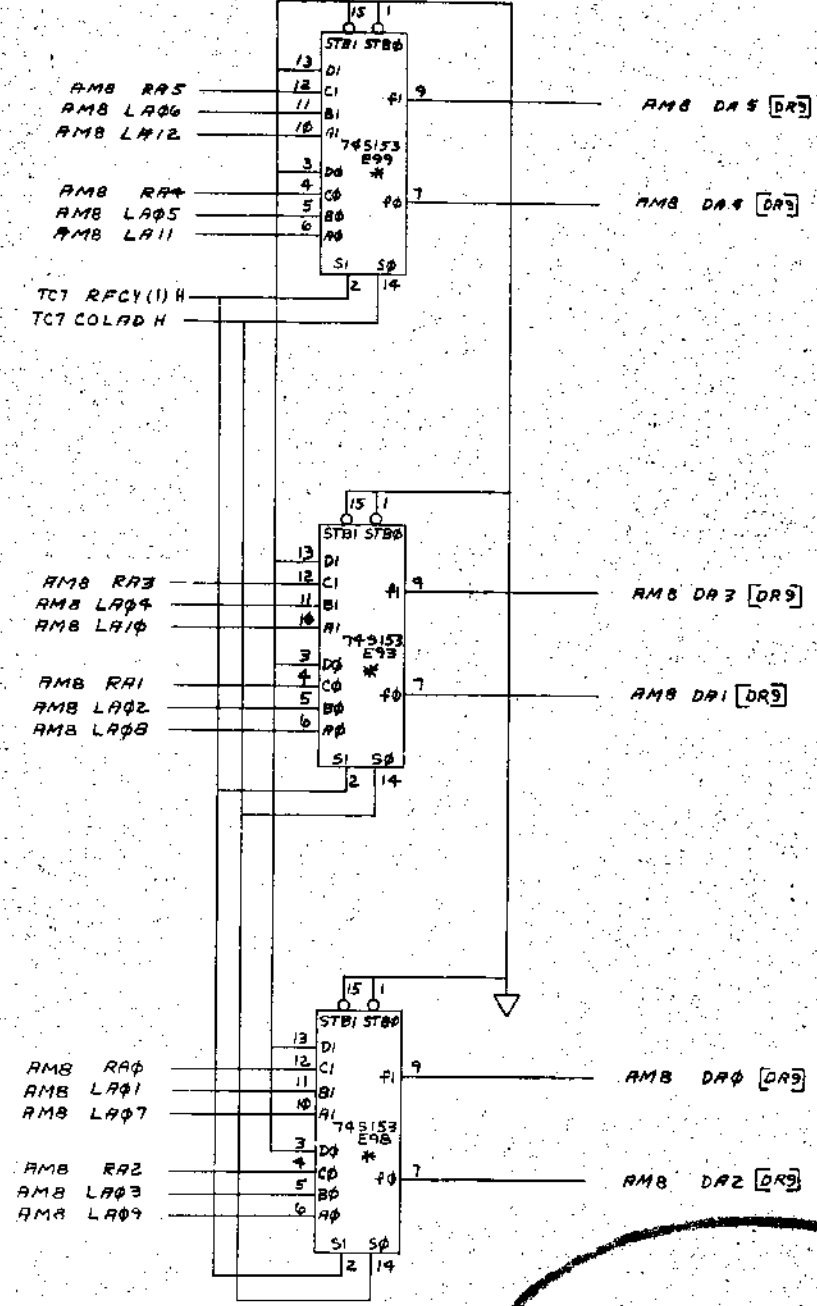 15 1
STB1 STBØ
13 D1
AM8 RA5 12 C1 f1 9 AM8 DA5 [DR9]
AM8 LAØ6 11 B1
AM8 LA12 1Ø A1
74S153
E99
*
3 DØ
AM8 RA4 4 CØ fØ 7 AM8 DA4 [DR9]
AM8 LAØ5 5 BØ
AM8 LA11 6 AØ
S1 SØ
TC7 RFCY(1) H 2 14
TC7 COLAD H
15 1
STB1 STBØ
13 D1
AM8 RA3 12 C1 f1 9 AM8 DA3 [DR9]
AM8 LAØ4 11 B1
AM8 LA1Ø 1Ø A1
74S153
E93
*
3 DØ
AM8 RA1 4 CØ fØ 7 AM8 DA1 [DR9]
AM8 LAØ2 5 BØ
AM8 LAØ8 6 AØ
S1 SØ
2 14
15 1
STB1 STBØ
13 D1
AM8 RAØ 12 C1 f1 9 AM8 DAØ [DR9]
AM8 LAØ1 11 B1
AM8 LAØ7 1Ø A1
74S153
E98
*
3 DØ
AM8 RA2 4 CØ fØ 7 AM8 DA2 [DR9]
AM8 LAØ3 5 BØ
AM8 LAØ9 6 AØ
S1 SØ
2 14